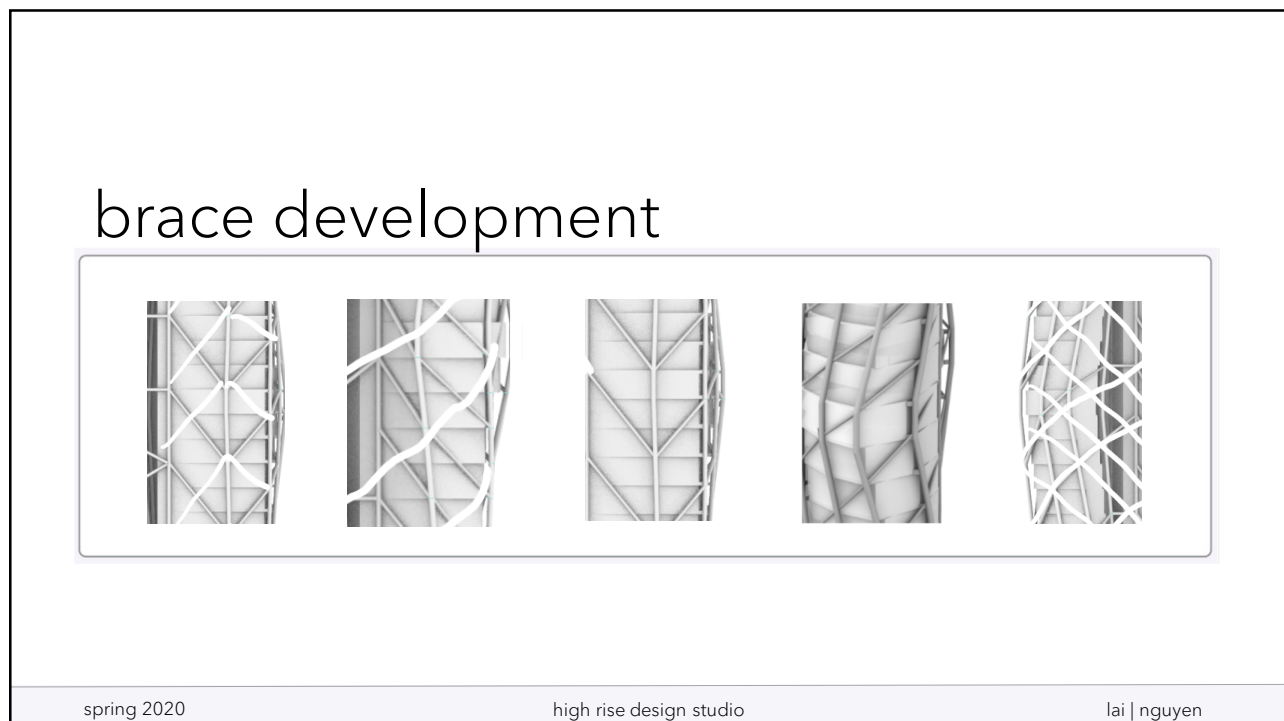 brace development
spring 2020
high rise design studio
lai | nguyen